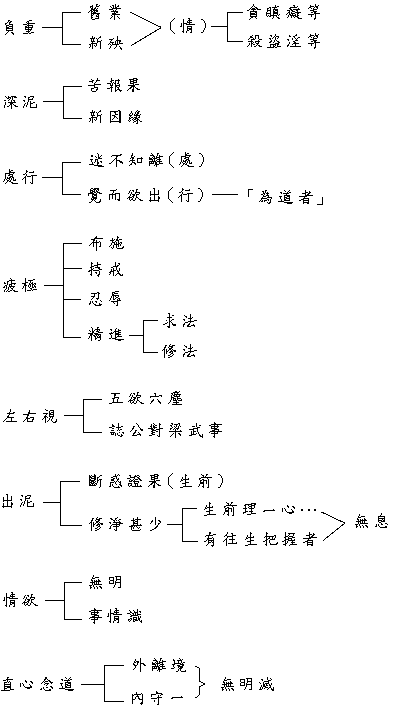 負重
舊業
新殃
(情)
貪瞋癡等
殺盜淫等
深泥
苦報果
新因緣
處行
迷不知離(處)
覺而欲出(行)
「為道者」
疲極
布施
持戒
忍辱
精進
求法
修法
左右視
五欲六塵
誌公對梁武事
出泥
斷惑證果(生前)
修淨甚少
生前理一心…
有往生把握者
無息
情欲
無明
事情識
直心念道
外離境
內守一
無明滅